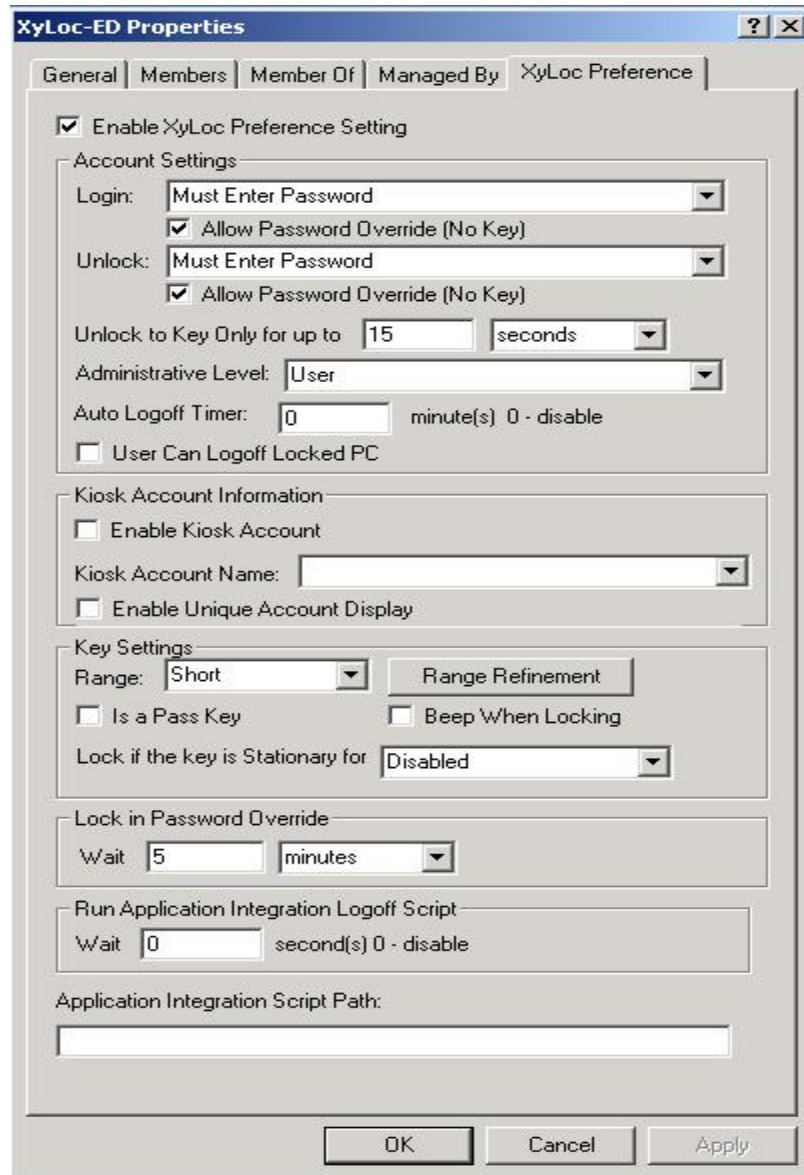 XyLoc-ED Properties
General Members Member Of Managed By XyLoc Preference
Enable XyLoc Preference Setting
Account Settings
Login: Must Enter Password
Allow Password Override (No Key)
Unlock: Must Enter Password
Allow Password Override (No Key)
Unlock to Key Only for up to 15 seconds
Administrative Level: User
Auto Logoff Timer: 0 minute(s) 0 - disable
User Can Logoff Locked PC
Kiosk Account Information
Enable Kiosk Account
Kiosk Account Name:
Enable Unique Account Display
Key Settings
Range: Short Range Refinement
Is a Pass Key Beep When Locking
Lock if the key is Stationary for Disabled
Lock in Password Override
Wait 5 minutes
Run Application Integration Logoff Script
Wait 0 second(s) 0 - disable
Application Integration Script Path:
OK Cancel Apply